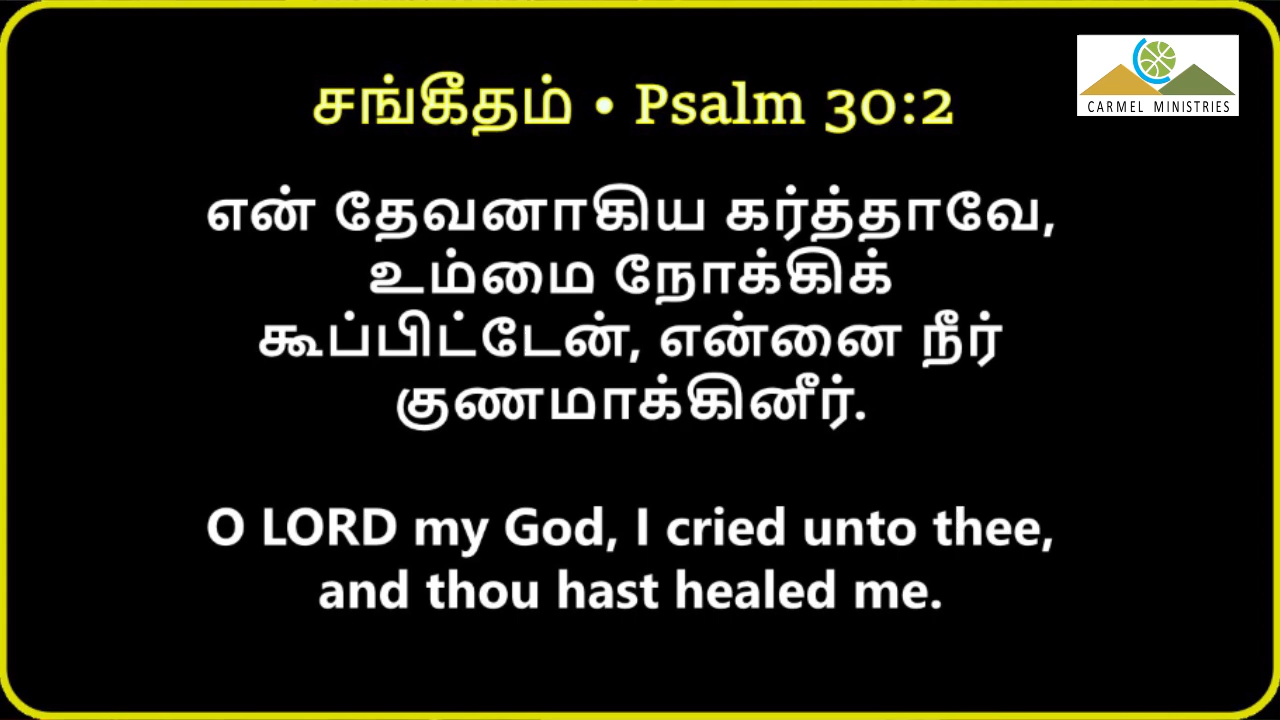 CARMEL MINISTRIES
சங்கீதம் • Psalm 30:2
என் தேவனாகிய கர்த்தாவே,
உம்மை நோக்கிக்
கூப்பிட்டேன், என்னை நீர்
குணமாக்கினீர்.
O LORD my God, I cried unto thee,
and thou hast healed me.